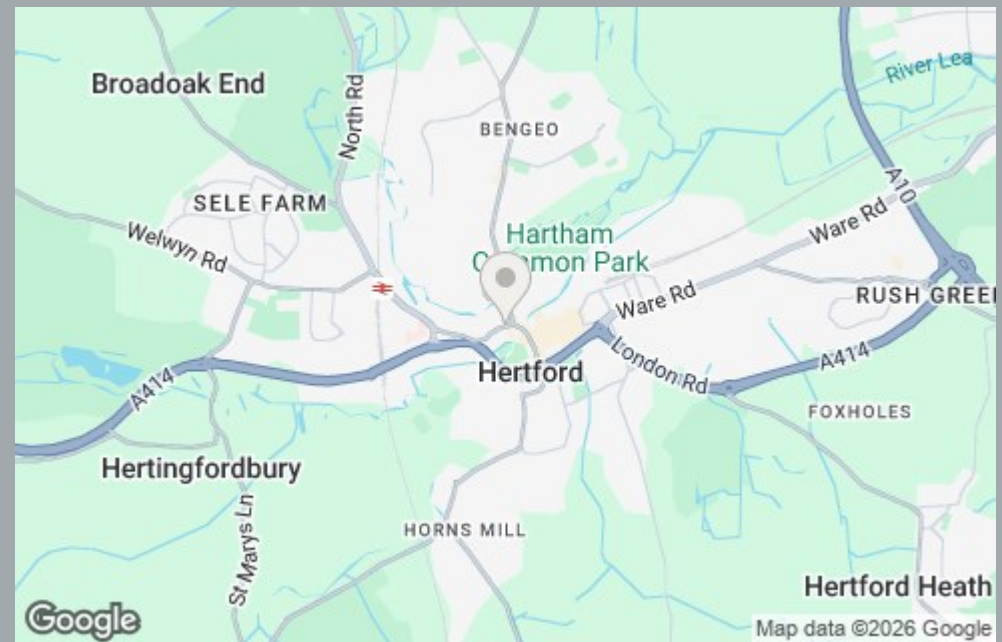 River Lea
Broadoak End
North Rd
BENGEO
A10
SELE FARM
Ware Rd
Welwyn Rd
Hartham
Common Park
Ware Rd
RUSH GREE
London Rd
A414
Hertford
A414
FOXHOLES
Hertingfordbury
St Marys Ln
HORNS MILL
Hertford Heath
Google
Map data ©2026 Google